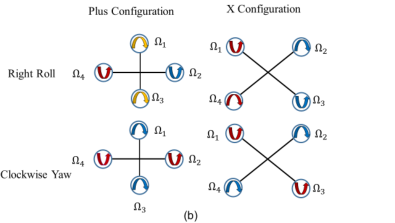 Plus Configuration
X Configuration
Right Roll
Ω₁
Ω₄
Ω₂
Ω₃
Ω₁
Ω₂
Ω₄
Ω₃
Clockwise Yaw
Ω₁
Ω₄
Ω₂
Ω₃
Ω₁
Ω₂
Ω₄
Ω₃
(b)